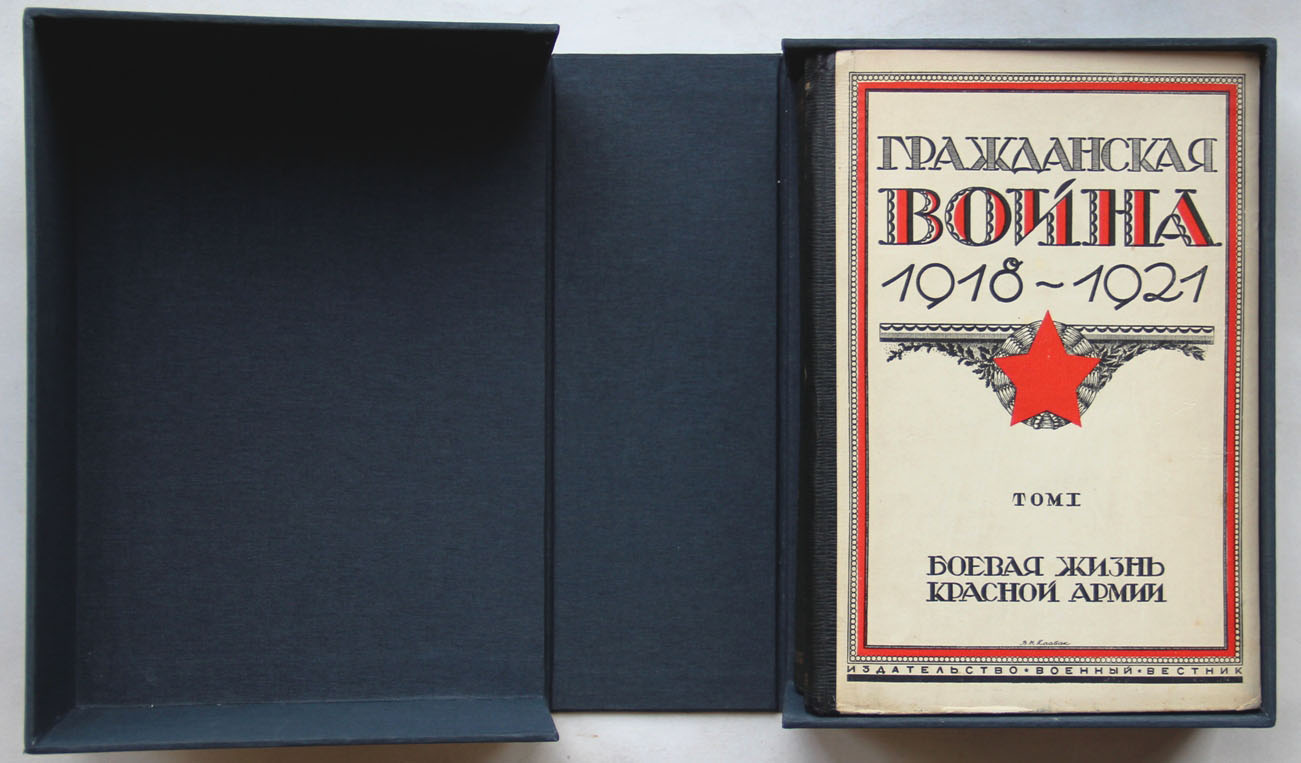 ГРАЖДАНСКАЯ
ВОЙНА
1918~1921
ТОМ I
БОЕВАЯ ЖИЗНЬ
КРАСНОЙ АРМИИ
ИЗДАТЕЛЬСТВО•ВОЕННЫЙ•ВЕСТНИК